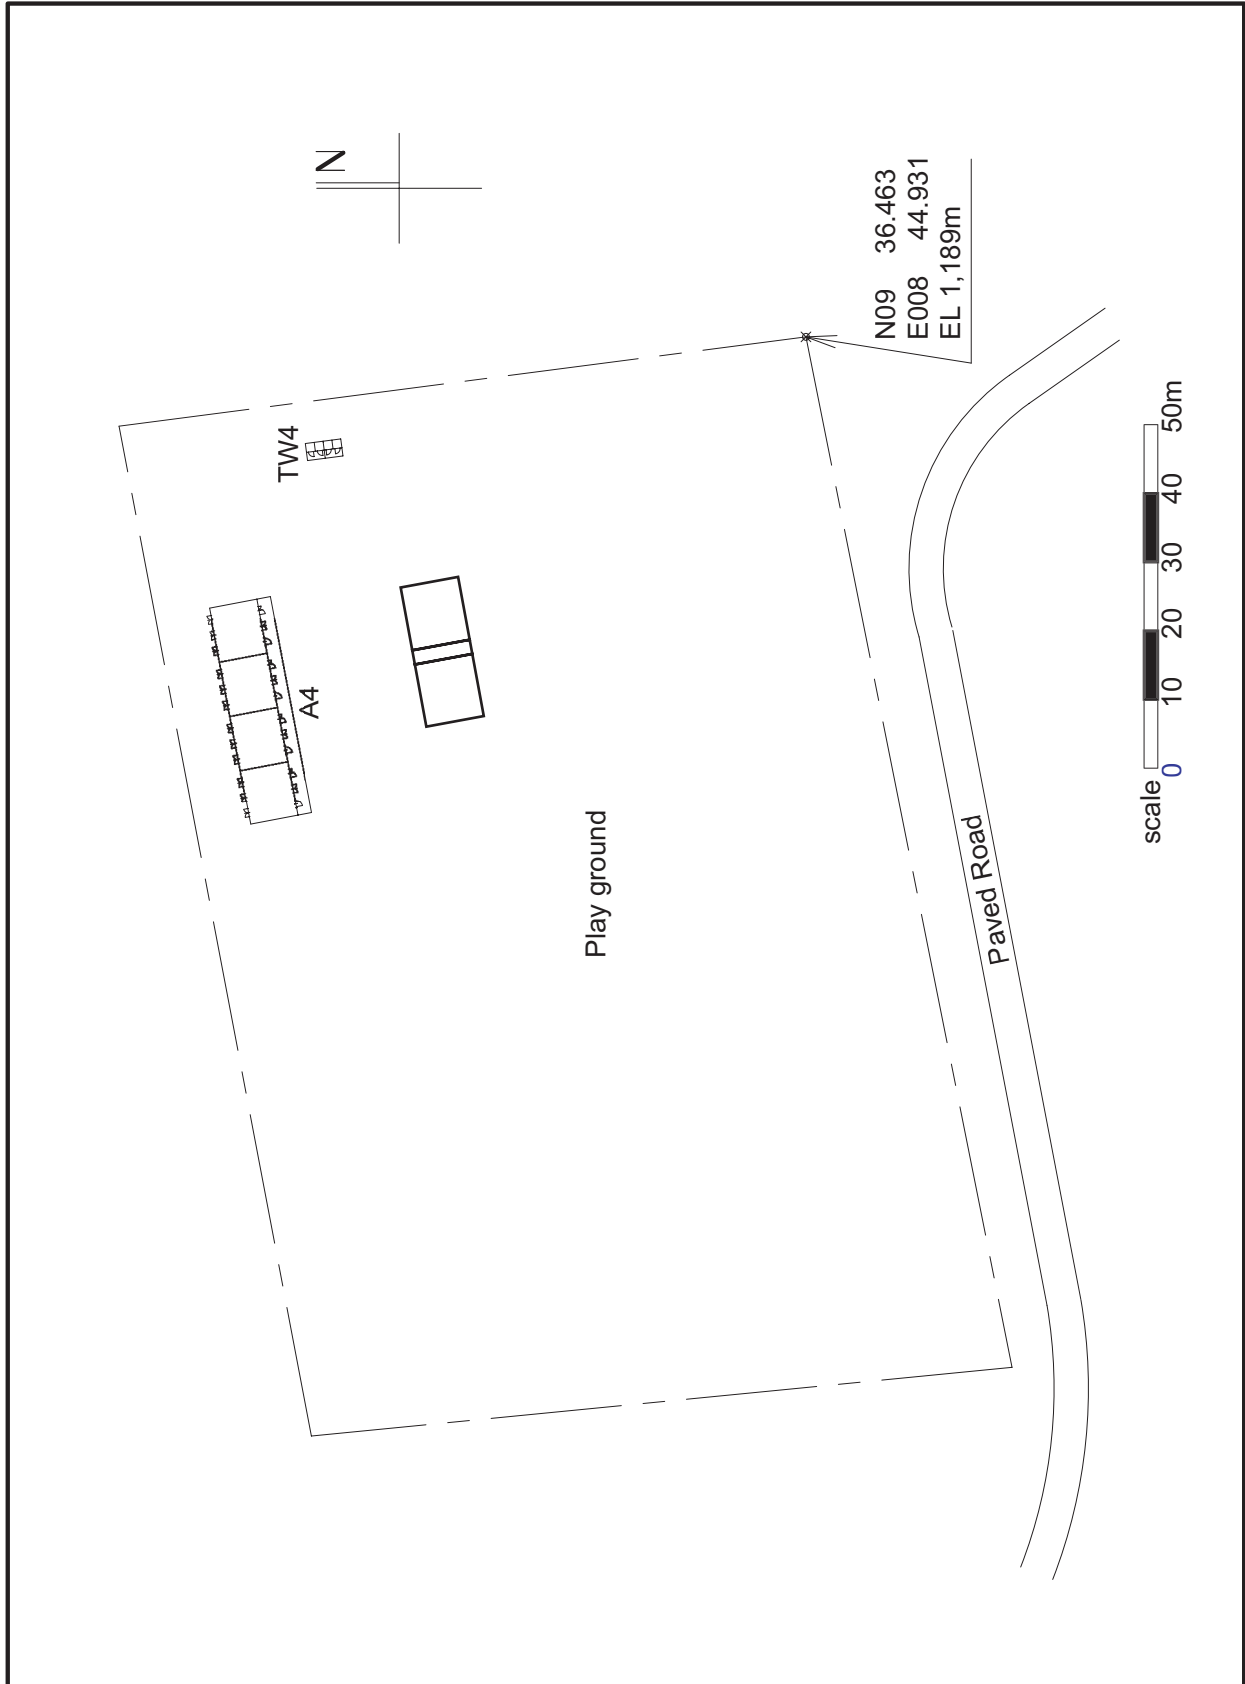 N
TW4
A4
Play ground
N09 36.463
E008 44.931
EL 1,189m
Paved Road
scale
0 10 20 30 40 50m